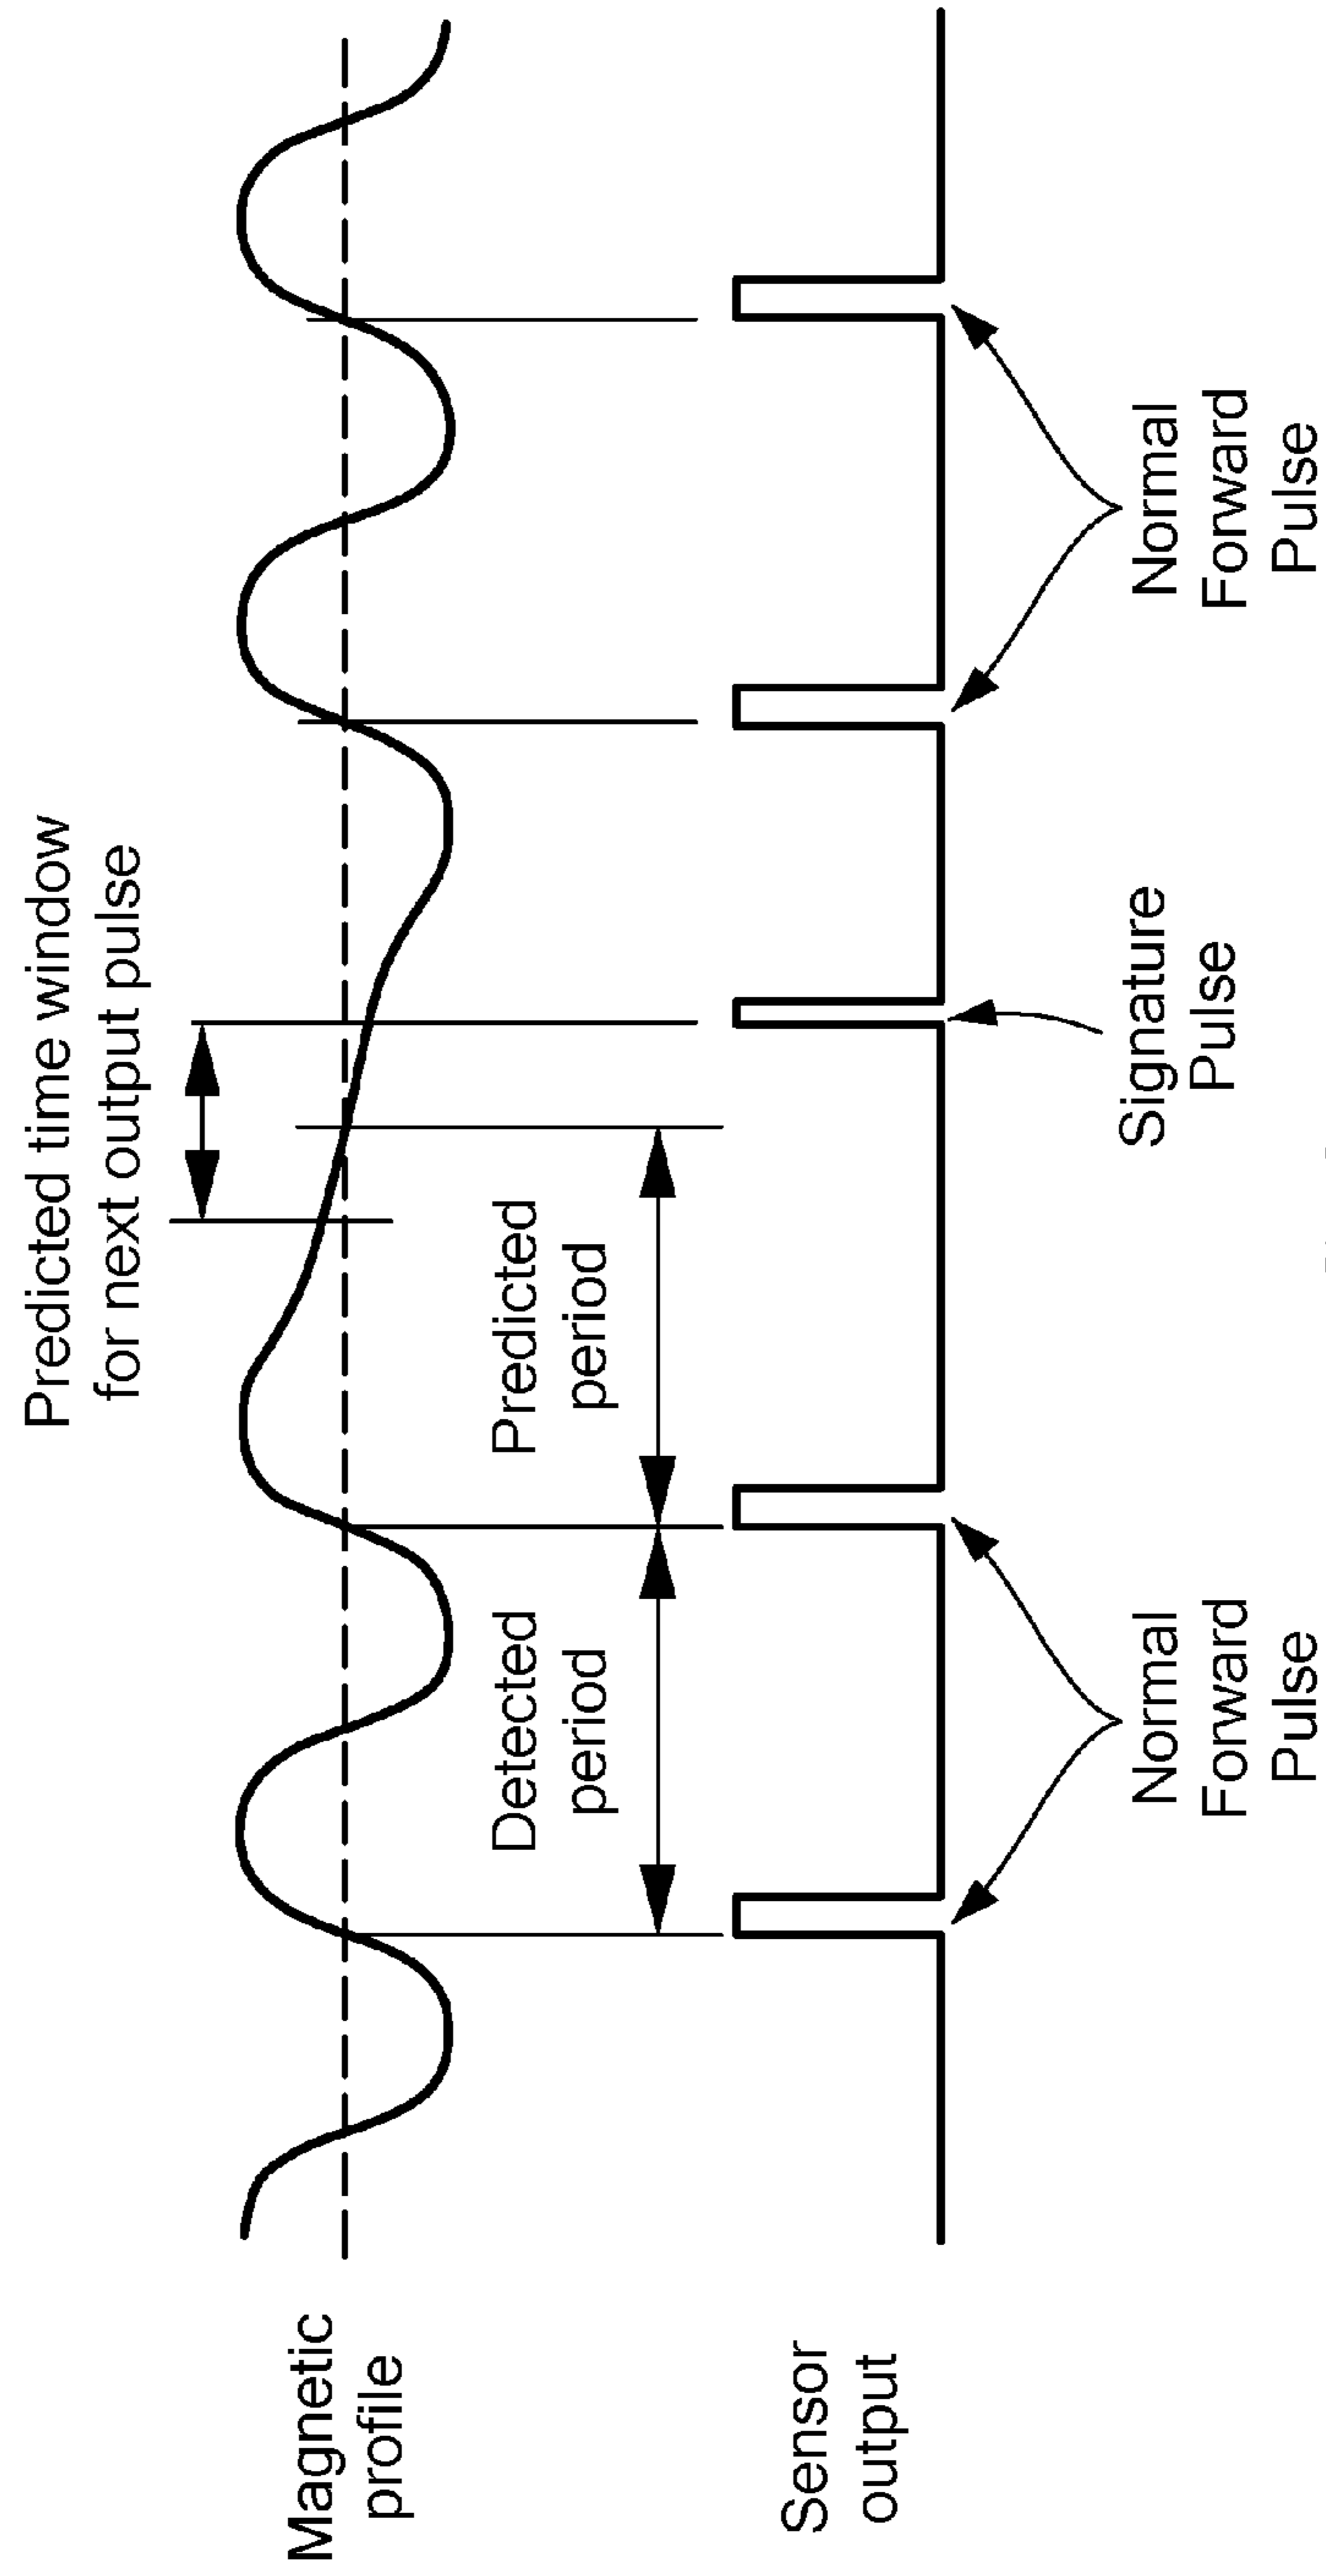 Predicted time window
for next output pulse
Magnetic
profile
Detected
period
Predicted
period
Sensor
output
Normal
Forward
Pulse
Signature
Pulse
Normal
Forward
Pulse